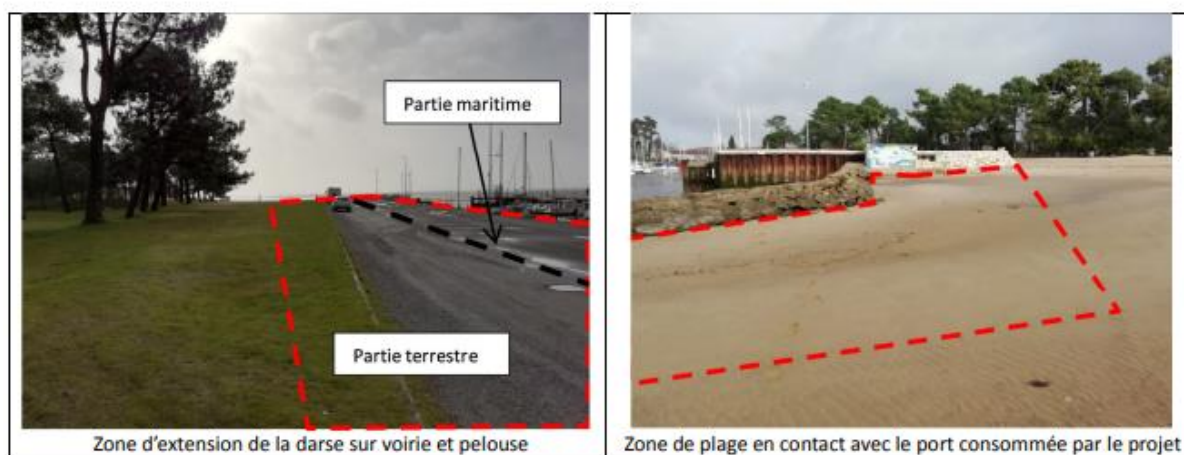 Partie maritime
Partie terrestre
Zone d'extension de la darse sur voirie et pelouse
Zone de plage en contact avec le port consommée par le projet